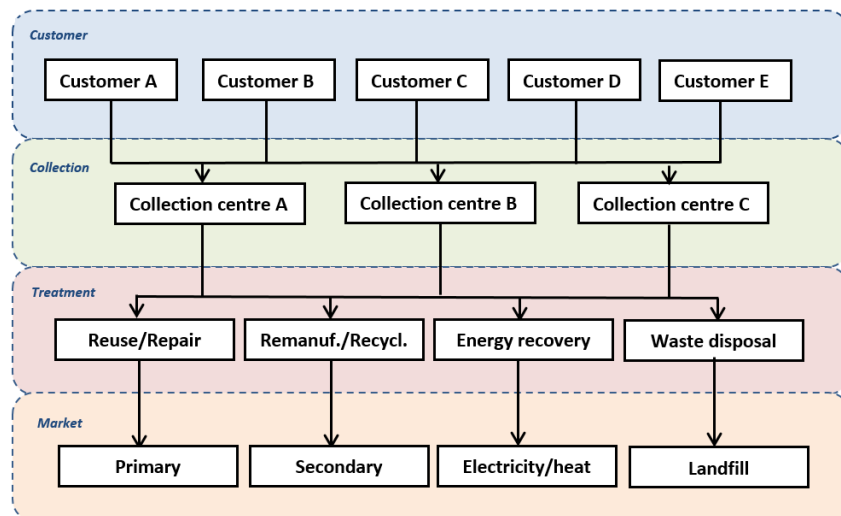 Customer
Customer A
Customer B
Customer C
Customer D
Customer E
Collection
Collection centre A
Collection centre B
Collection centre C
Treatment
Reuse/Repair
Remanuf./Recycl.
Energy recovery
Waste disposal
Market
Primary
Secondary
Electricity/heat
Landfill